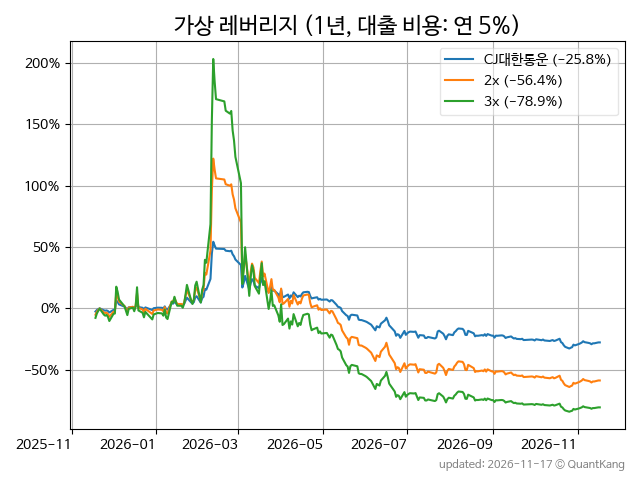 가상 레버리지 (1년, 대출 비용: 연 5%)
CJ대한통운 (-25.8%)
2x (-56.4%)
3x (-78.9%)
200%
150%
100%
50%
0%
-50%
2025-11 2026-01 2026-03 2026-05 2026-07 2026-09 2026-11
updated: 2026-11-17 © QuantKang